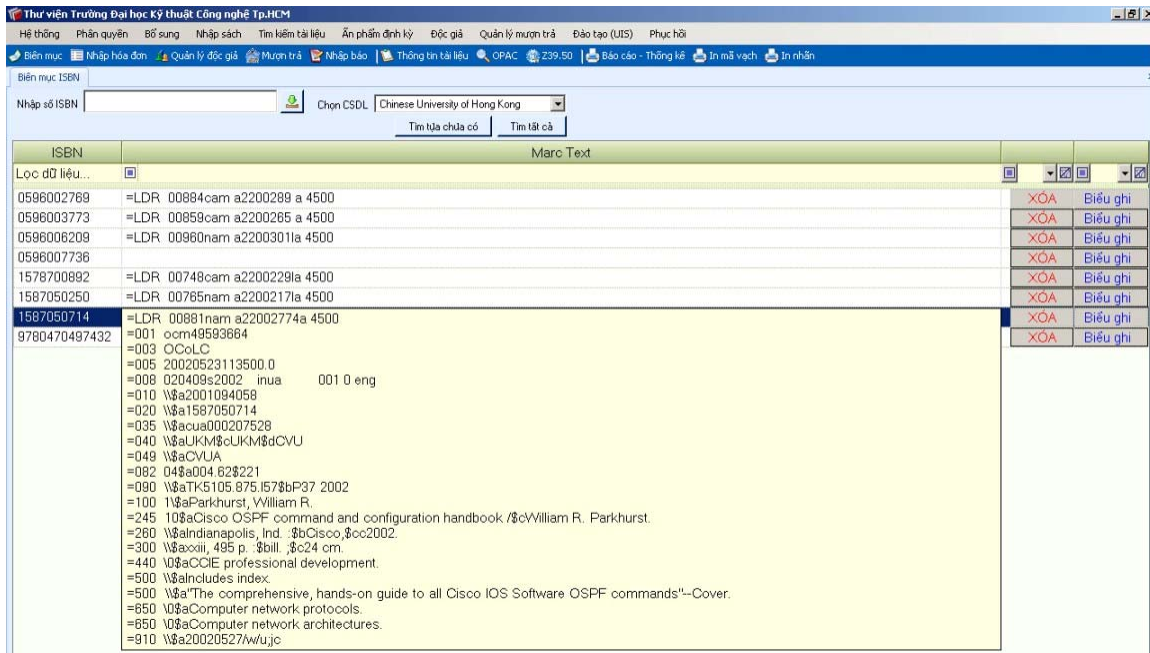 Thư viện Trường Đại học Kỹ thuật Công nghệ Tp.HCM
Hệ thống Phân quyền Bổ sung Nhập sách Tìm kiếm tài liệu Ấn phẩm định kỳ Độc giả Quản lý mượn trả Đào tạo (UIS) Phục hồi
Biên mục Nhập hóa đơn Quản lý độc giả Mượn trả Nhập báo Thông tin tài liệu OPAC Z39.50 Báo cáo - Thống kê In mã vạch In nhãn
Biên mục ISBN
Nhập số ISBN Chọn CSDL Chinese University of Hong Kong
Tìm tựa chưa có Tìm tất cả
ISBN Marc Text
Lọc dữ liệu...
0596002769 =LDR 00884cam a2200289 a 4500 XÓA Biểu ghi
0596003773 =LDR 00859cam a2200265 a 4500 XÓA Biểu ghi
0596006209 =LDR 00960nam a2200301Ia 4500 XÓA Biểu ghi
0596007736 XÓA Biểu ghi
1578700892 =LDR 00748cam a2200229Ia 4500 XÓA Biểu ghi
1587050250 =LDR 00765nam a2200217Ia 4500 XÓA Biểu ghi
1587050714 =LDR 00881nam a22002774a 4500 XÓA Biểu ghi
9780470497432 =001 ocm49593664 XÓA Biểu ghi
=003 OCoLC
=005 20020523113500.0
=008 020409s2002 inua 001 0 eng
=010 \\$a2001094058
=020 \\$a1587050714
=035 \\$acua000207528
=040 \\$aUKM$cUKM$dCVU
=049 \\$aCVUA
=082 04$a004.62$221
=090 \\$aTK5105.875.I57$bP37 2002
=100 1\$aParkhurst, William R.
=245 10$aCisco OSPF command and configuration handbook /$cWilliam R. Parkhurst.
=260 \\$aIndianapolis, Ind. :$bCisco,$cc2002.
=300 \\$axxiii, 495 p. :$bill. ;$c24 cm.
=440 \0$aCCIE professional development.
=500 \\$aIncludes index.
=500 \\$a"The comprehensive, hands-on guide to all Cisco IOS Software OSPF commands"--Cover.
=650 \0$aComputer network protocols.
=650 \0$aComputer network architectures.
=910 \\$a20020527/w/u;jc